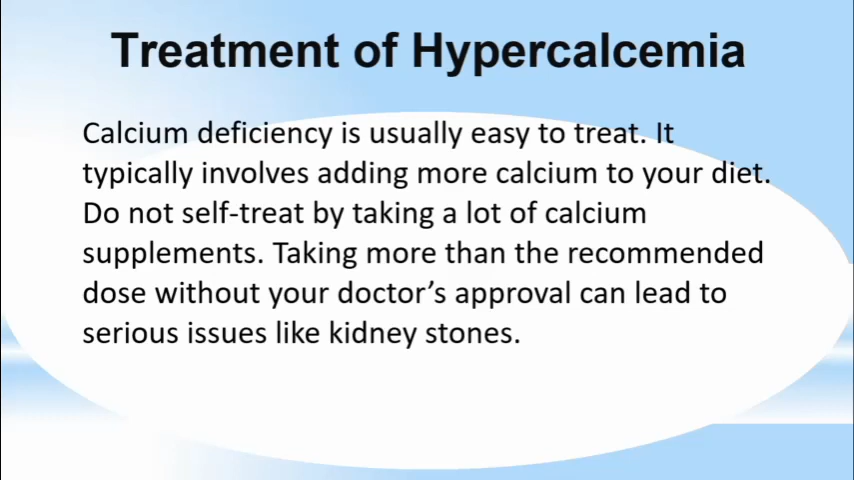 Treatment of Hypercalcemia
Calcium deficiency is usually easy to treat. It
typically involves adding more calcium to your diet.
Do not self-treat by taking a lot of calcium
supplements. Taking more than the recommended
dose without your doctor’s approval can lead to
serious issues like kidney stones.